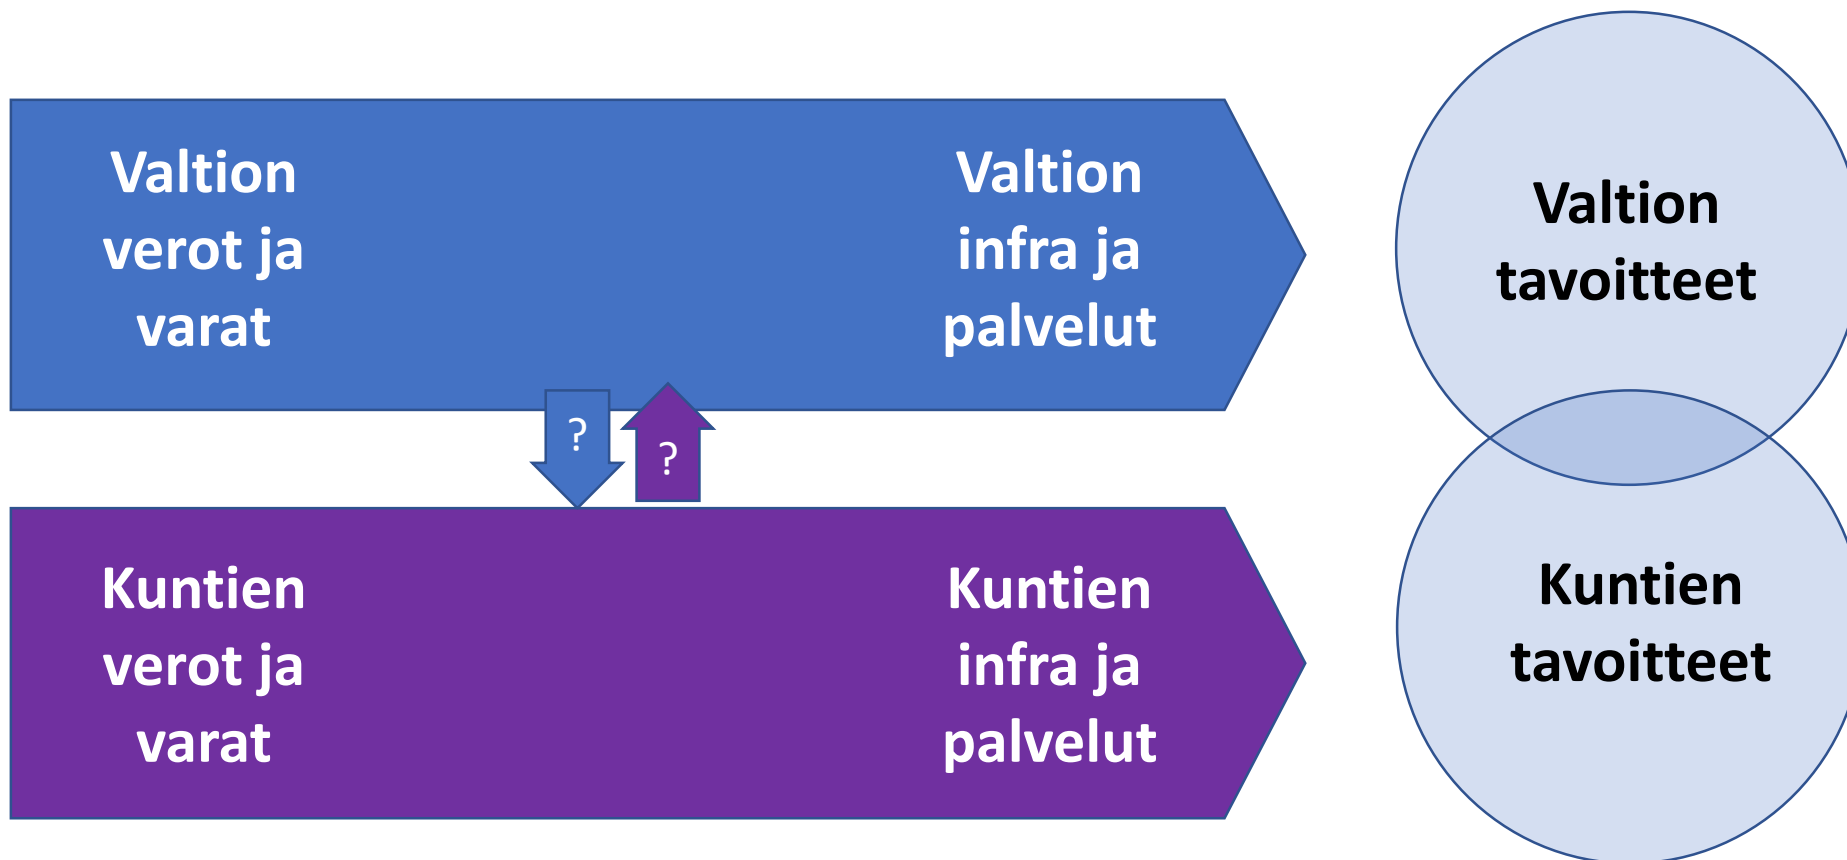 Valtion
verot ja
varat
Valtion
infra ja
palvelut
Valtion
tavoitteet
?
?
Kuntien
verot ja
varat
Kuntien
infra ja
palvelut
Kuntien
tavoitteet